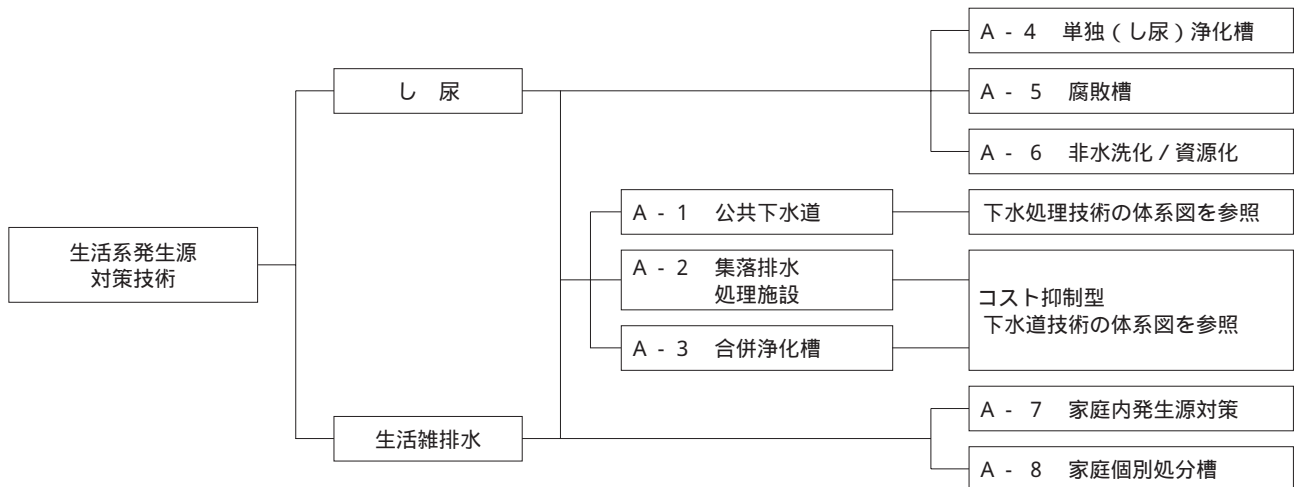 生活系発生源
対策技術
し 尿
生活雑排水
A - 1 公共下水道
A - 2 集落排水
処理施設
A - 3 合併浄化槽
A - 4 単独(し尿)浄化槽
A - 5 腐敗槽
A - 6 非水洗化/資源化
下水処理技術の体系図を参照
コスト抑制型
下水道技術の体系図を参照
A - 7 家庭内発生源対策
A - 8 家庭個別処分槽